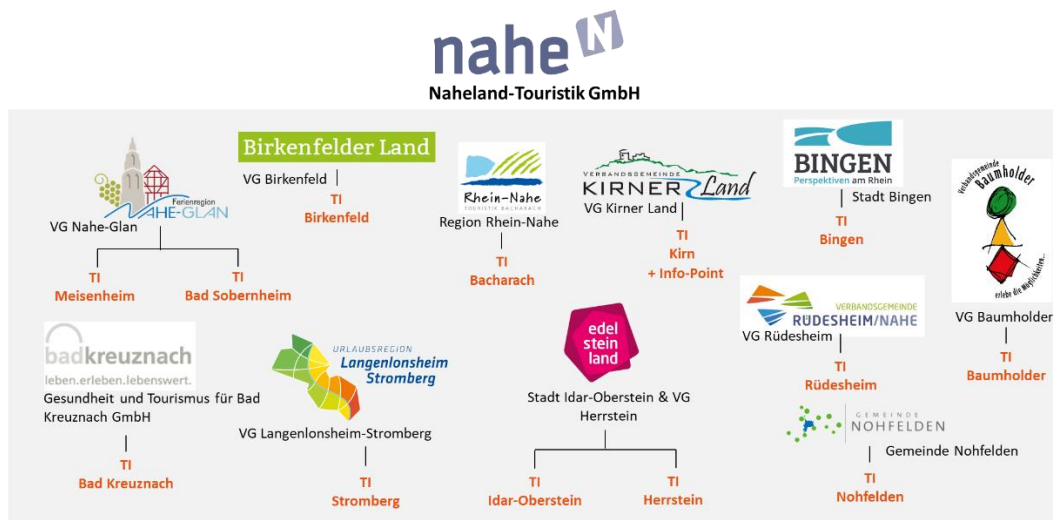 nahe N
Naheland-Touristik GmbH
Ferienregion
NAHE-GLAN
VG Nahe-Glan
TI
Meisenheim
TI
Bad Sobernheim
Birkenfelder Land
VG Birkenfeld
TI
Birkenfeld
Rhein-Nahe
TOURISTIK BACHARACH
Region Rhein-Nahe
TI
Bacharach
VERBANDSGEMEINDE
KIRNER Land
VG Kirner Land
TI
Kirn
+ Info-Point
BINGEN
Perspektiven am Rhein
Stadt Bingen
TI
Bingen
Verbandsgemeinde
Baumholder
erlebe die Möglichkeiten...
VG Baumholder
TI
Baumholder
badkreuznach
leben.erleben.lebenswert.
Gesundheit und Tourismus für Bad
Kreuznach GmbH
TI
Bad Kreuznach
URLAUBSREGION
Langenlonsheim
Stromberg
VG Langenlonsheim-Stromberg
TI
Stromberg
edel
stein
land
Stadt Idar-Oberstein & VG
Herrstein
TI
Idar-Oberstein
TI
Herrstein
VERBANDSGEMEINDE
RÜDESHEIM/NAHE
VG Rüdesheim
TI
Rüdesheim
GEMEINDE
NOHFELDEN
Gemeinde Nohfelden
TI
Nohfelden